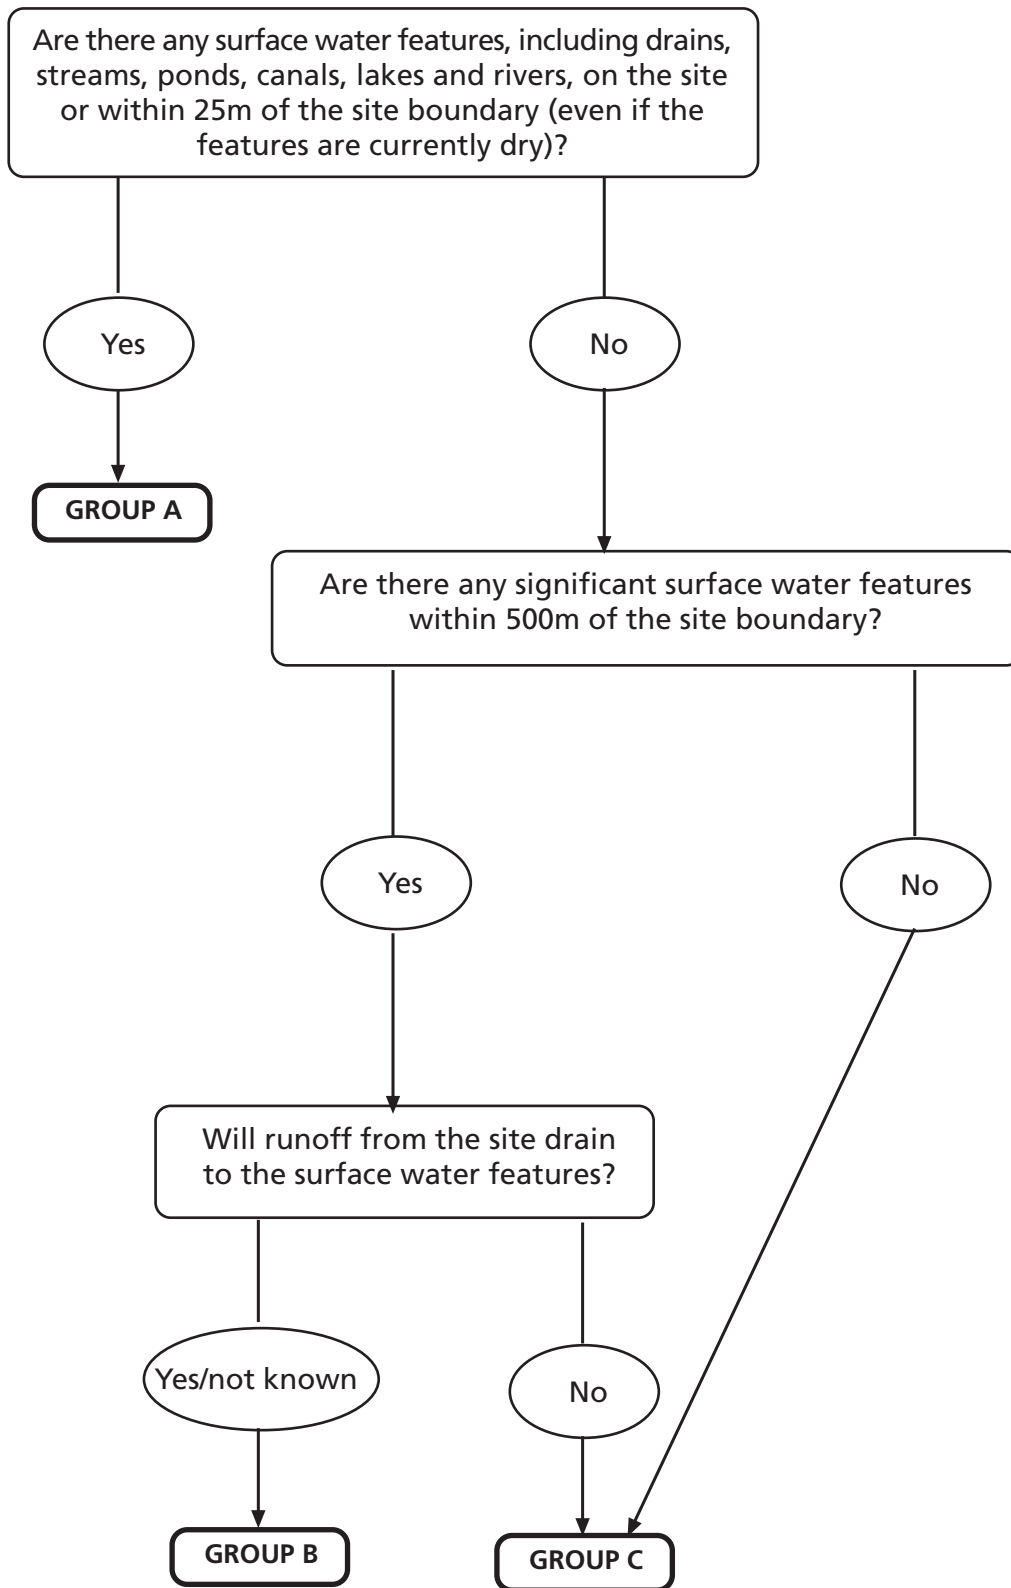 Are there any surface water features, including drains,
streams, ponds, canals, lakes and rivers, on the site
or within 25m of the site boundary (even if the
features are currently dry)?
Yes
No
GROUP A
Are there any significant surface water features
within 500m of the site boundary?
Yes
No
Will runoff from the site drain
to the surface water features?
Yes/not known
No
GROUP B
GROUP C